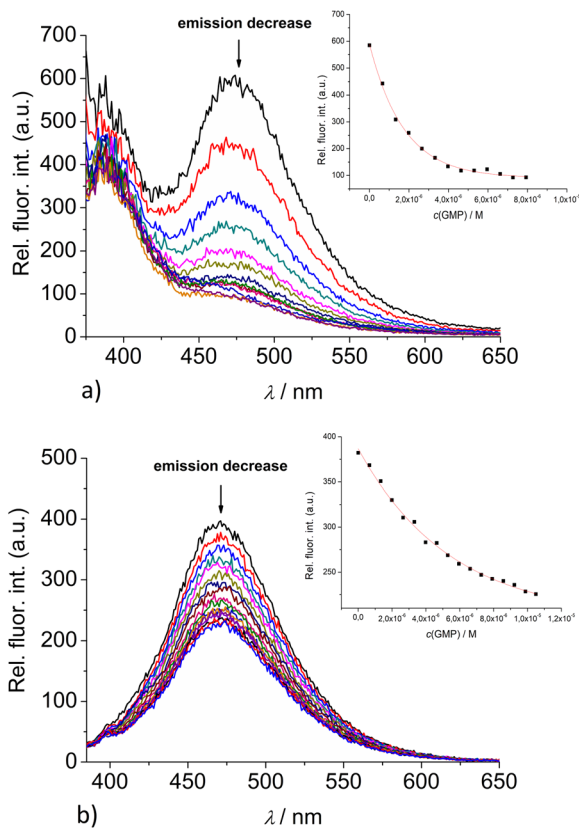 emission decrease
Rel. fluor. int. (a.u.)
700
600
500
400
300
200
100
0
400
450
500
550
600
650
λ / nm
a)
Rel. fluor. int. (a.u.)
700
600
500
400
300
200
100
0,0
2,0x10⁻⁶
4,0x10⁻⁶
6,0x10⁻⁶
8,0x10⁻⁶
c(GMP) / M
emission decrease
Rel. fluor. int. (a.u.)
500
400
300
200
100
0
400
450
500
550
600
650
λ / nm
b)
Rel. fluor. int. (a.u.)
400
350
300
250
0,0
2,0x10⁻⁶
4,0x10⁻⁶
6,0x10⁻⁶
8,0x10⁻⁶
1,0x10⁻⁵
1,2x10⁻⁵
c(GMP) / M